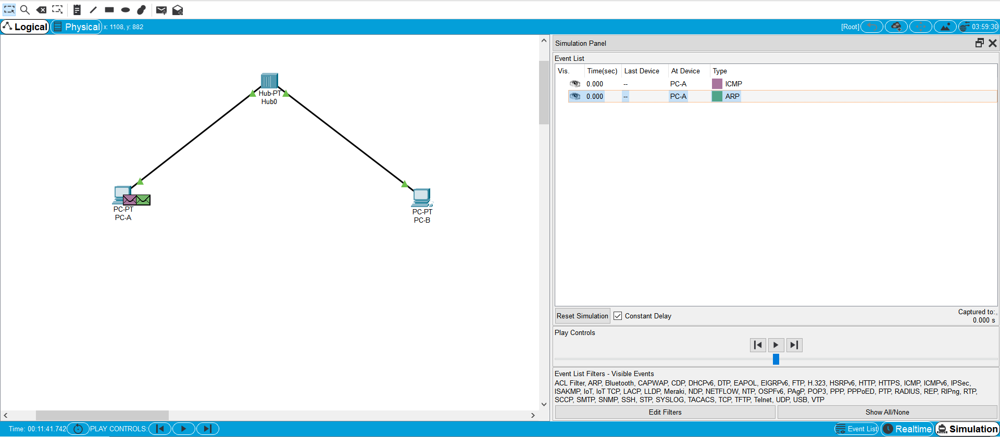 Logical
Physical
x: 1108, y: 882
[Root]
03:59:30
Hub-PT
Hub0
PC-PT
PC-A
PC-PT
PC-B
Simulation Panel
Event List
Vis. Time(sec) Last Device At Device Type
0.000 -- PC-A ICMP
0.000 -- PC-A ARP
Reset Simulation
Constant Delay
Captured to:
0.000 s
Play Controls
Event List Filters - Visible Events
ACL Filter, ARP, Bluetooth, CAPWAP, CDP, DHCPv6, DTP, EAPOL, EIGRPv6, FTP, H.323, HSRPv6, HTTP, HTTPS, ICMP, ICMPv6, IPSec,
ISAKMP, IoT, IoT TCP, LACP, LLDP, Meraki, NDP, NETFLOW, NTP, OSPFv6, PAgP, POP3, PPP, PPPoED, PTP, RADIUS, REP, RIPng, RTP,
SCCP, SMTP, SNMP, SSH, STP, SYSLOG, TACACS, TCP, TFTP, Telnet, UDP, USB, VTP
Edit Filters
Show All/None
Time: 00:11:41.742
PLAY CONTROLS:
Event List
Realtime
Simulation